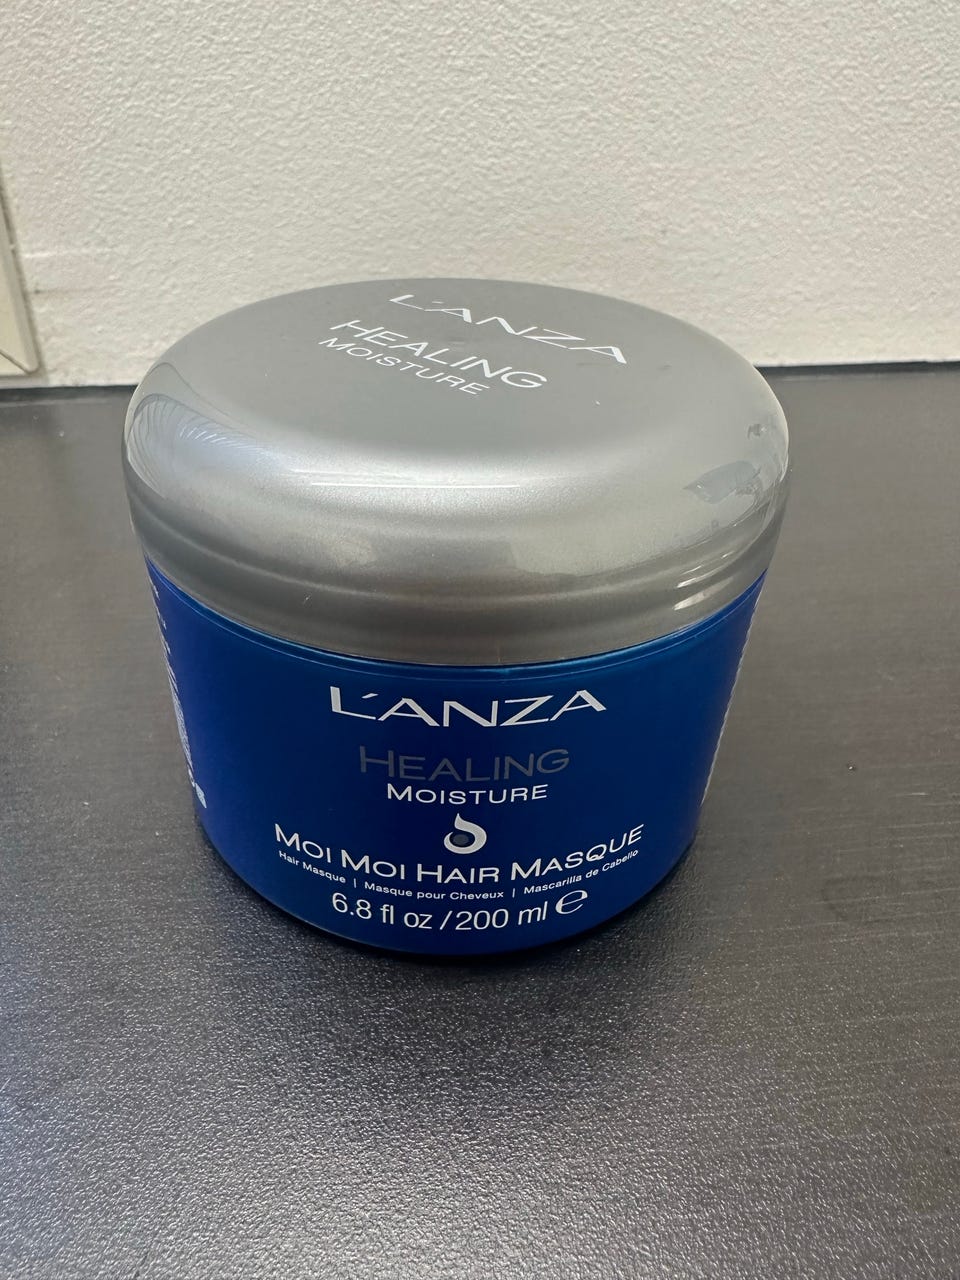 L'ANZA
HEALING
MOISTURE
L'ANZA
HEALING
MOISTURE
MOI MOI HAIR MASQUE
Hair Masque | Masque pour Cheveux | Mascarilla de Cabello
6.8 fl oz / 200 ml ℮